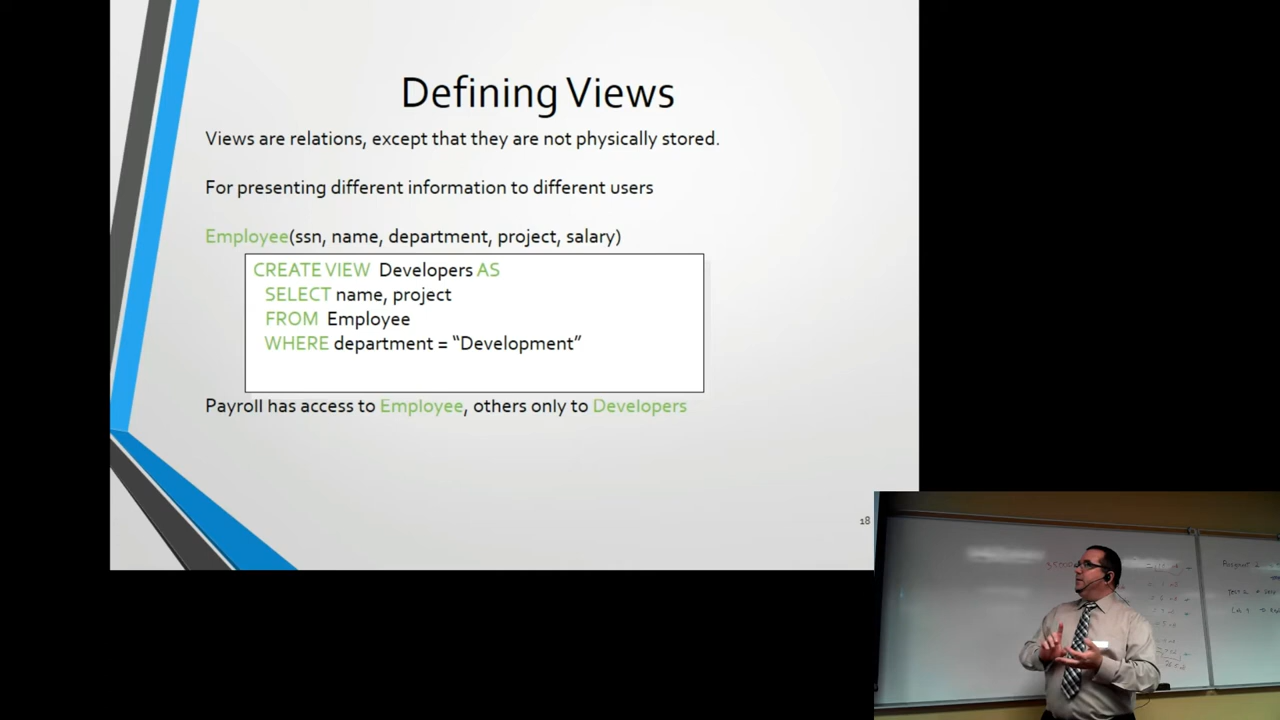 Defining Views
Views are relations, except that they are not physically stored.
For presenting different information to different users
Employee(ssn, name, department, project, salary)
CREATE VIEW Developers AS
SELECT name, project
FROM Employee
WHERE department = “Development”
Payroll has access to Employee, others only to Developers
18